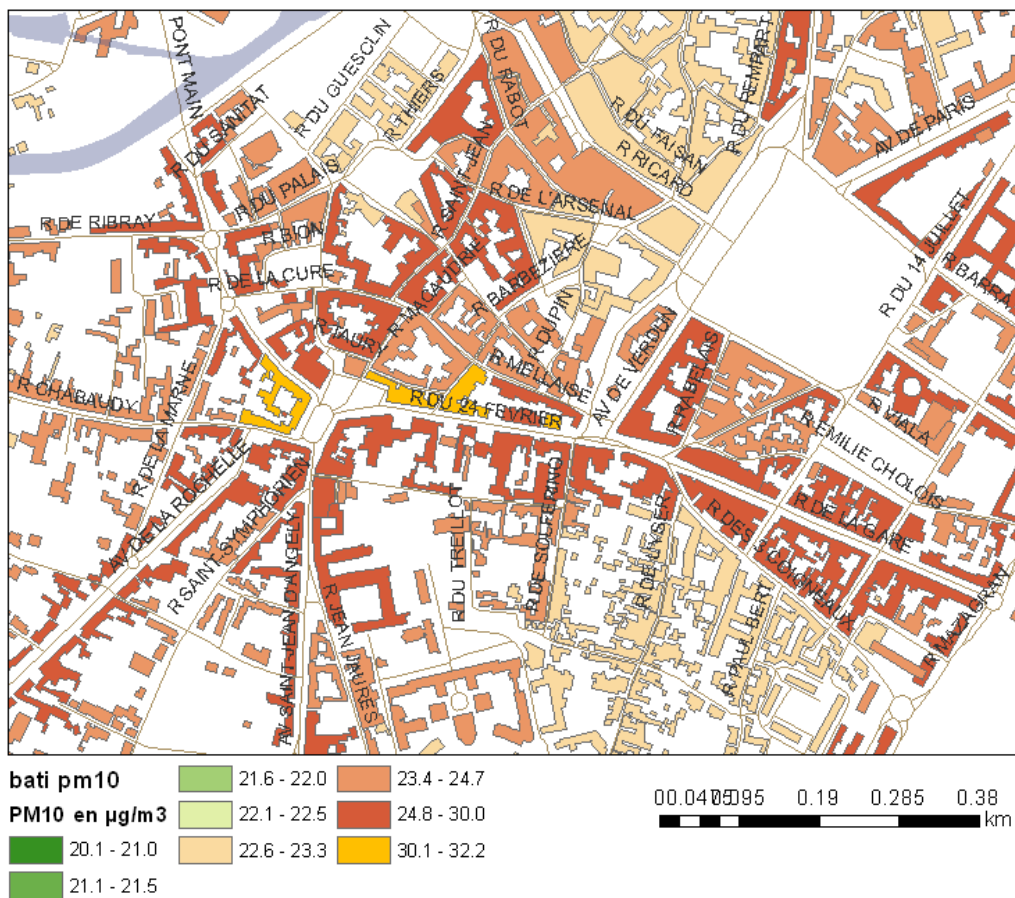 PONT MAIN
R DU SANITAT
R DU GUESCLIN
R THIERS
R DU RABOT
R DU REMPART
R DU FAISAN
R RICARD
AV DE PARIS
R DU PALAIS
R SAINT-JEAN
R DE L'ARSENAL
R DE RIBRAY
R BION
R DU 14 JUILLET
R BARRA
R DE LA CURE
R MACAUDRIE
R BARBEZIERE
R TAURY
R DUPIN
R MELLAISE
AV DE VERDUN
R RABELAIS
R CHABAUDY
R DE LA MARNE
R DU 24 FEVRIER
R VIALA
R EMILIE CHOLOIS
AV. DE LA ROCHELLE
R SAINT-SYMPHORIEN
R DU TREILLOT
R DE SOLFERINO
R DE L'YSER
R DES 3 COIGNEAUX
R DE LA GARE
AV SAINT-JEAN D'ANGELY
R JEAN JAURES
R PAUL BERT
R MAZAGRAN
bati pm10
PM10 en µg/m3
20.1 - 21.0
21.1 - 21.5
21.6 - 22.0
22.1 - 22.5
22.6 - 23.3
23.4 - 24.7
24.8 - 30.0
30.1 - 32.2
0.19 0.285 0.38
km